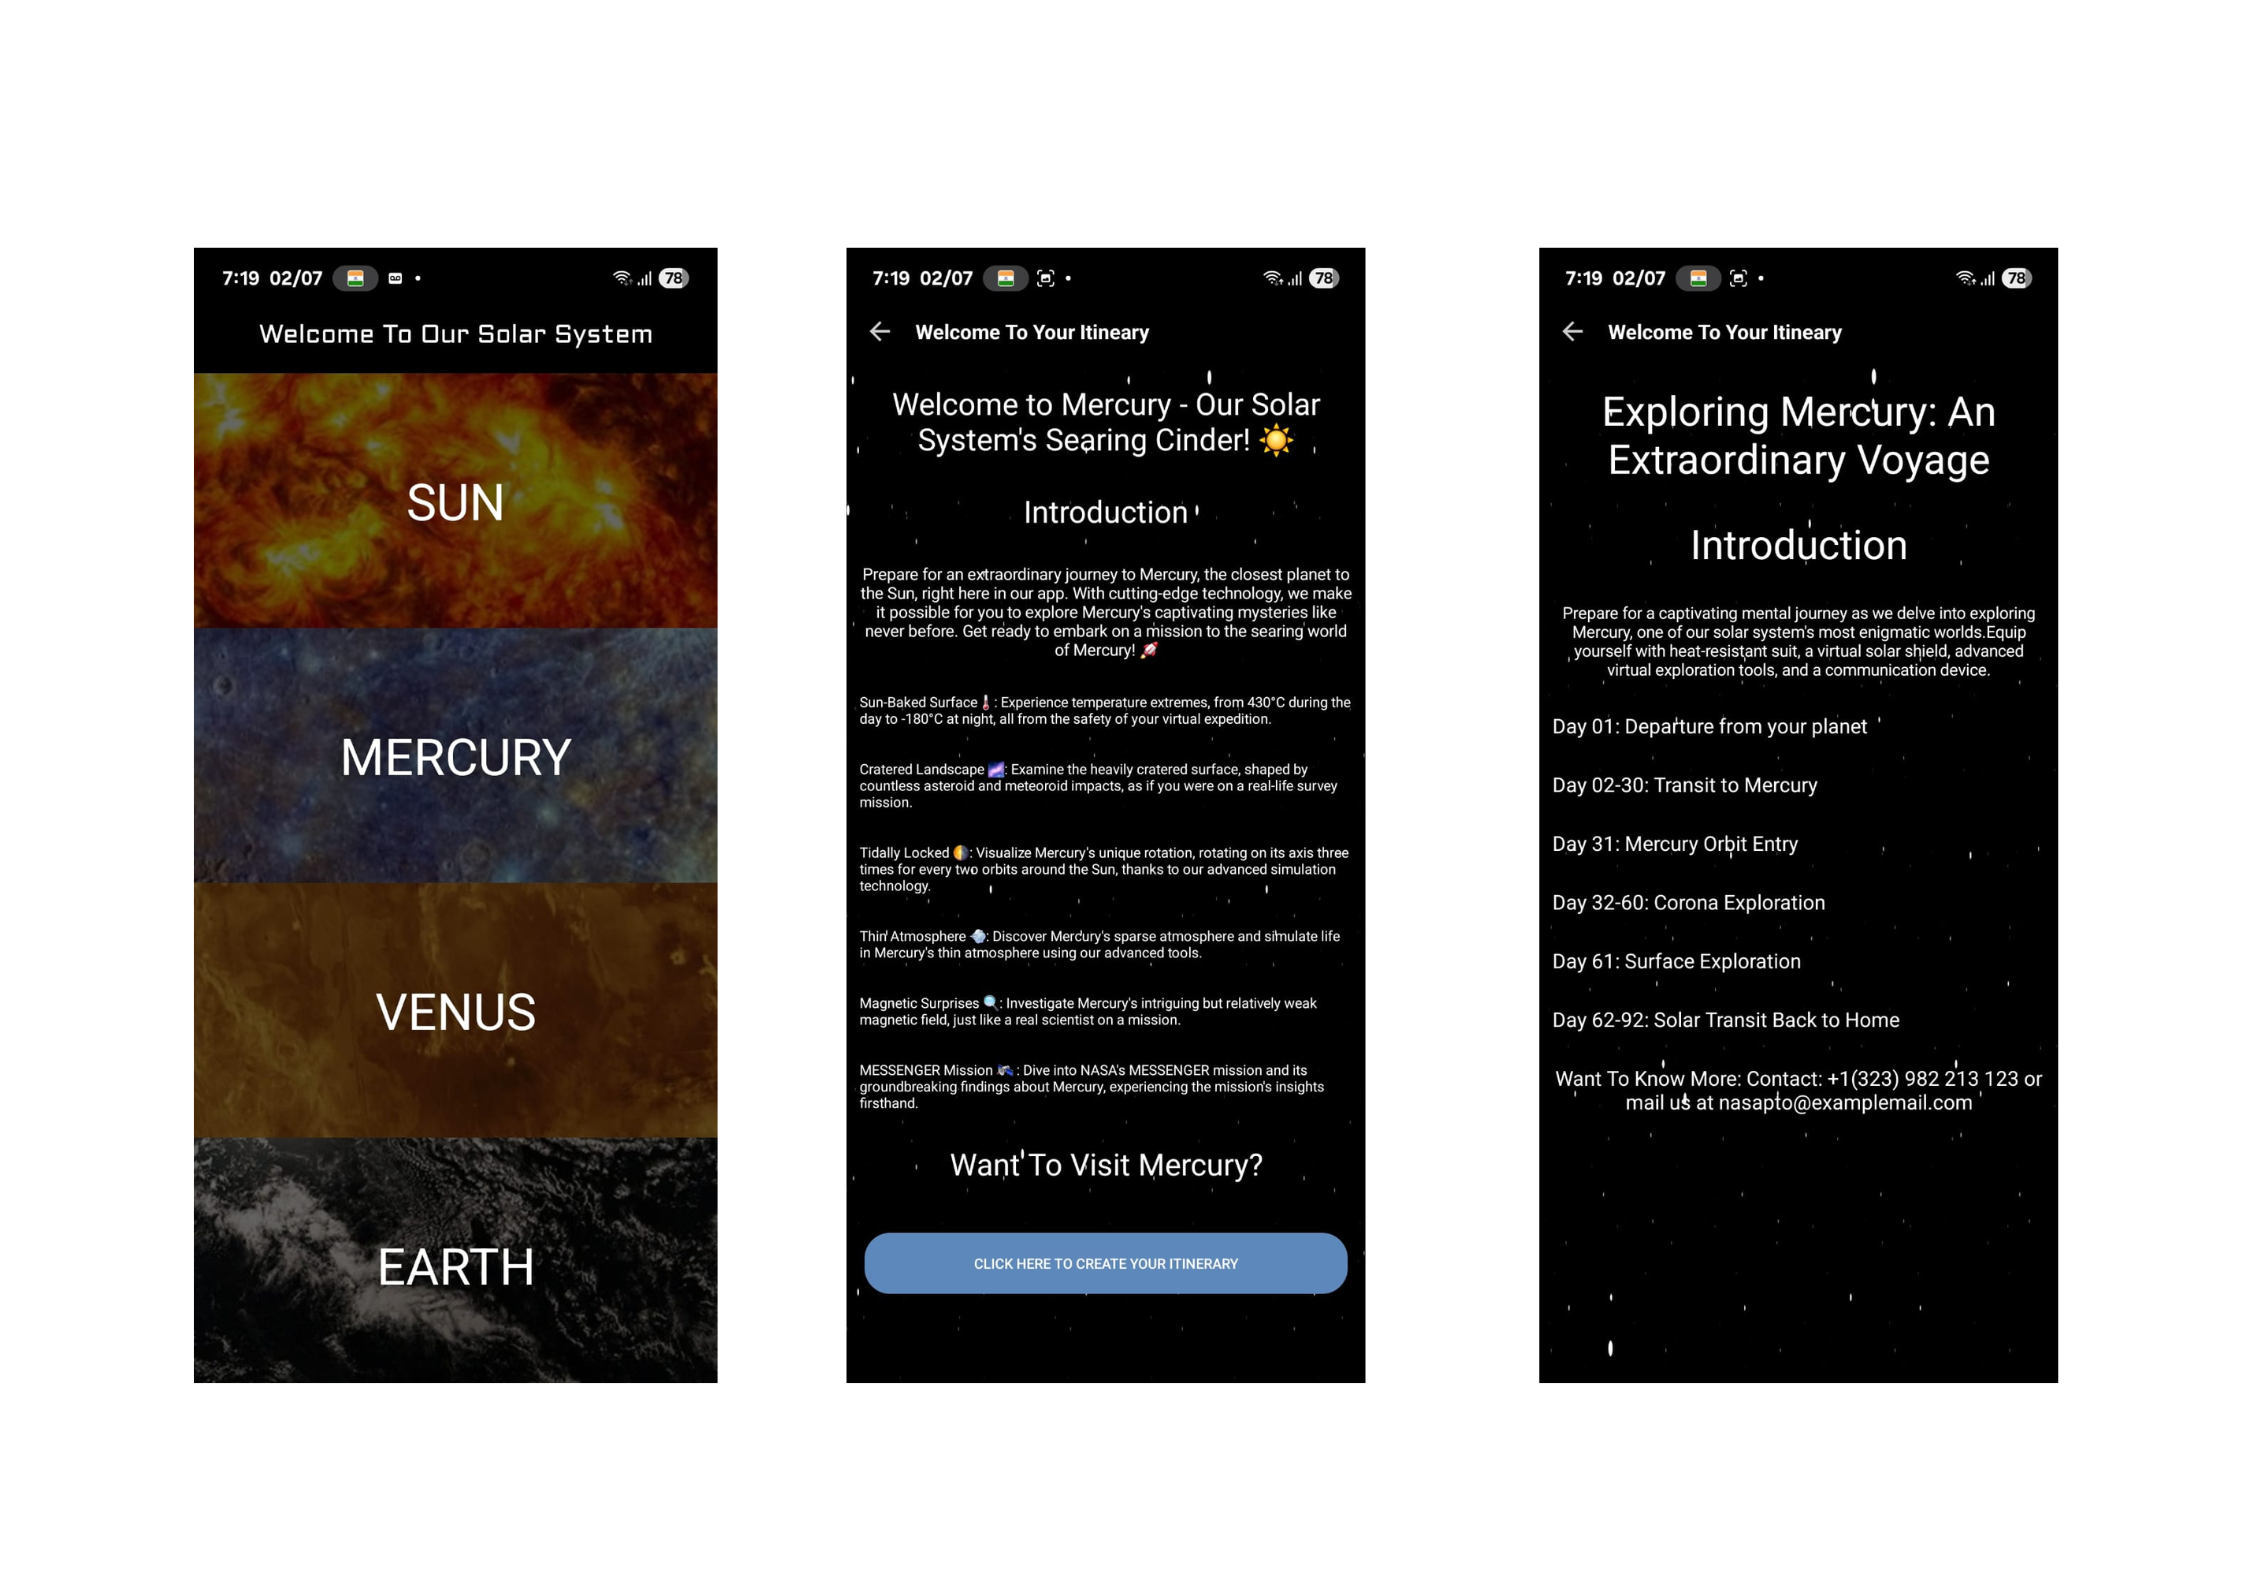 7:19 02/07
78
Welcome To Our Solar System
SUN
MERCURY
VENUS
EARTH
7:19 02/07
78
Welcome To Your Itineary
Welcome to Mercury - Our Solar
System's Searing Cinder! ☀️
Introduction
Prepare for an extraordinary journey to Mercury, the closest planet to
the Sun, right here in our app. With cutting-edge technology, we make
it possible for you to explore Mercury's captivating mysteries like
never before. Get ready to embark on a mission to the searing world
of Mercury! 🚀
Sun-Baked Surface 🌡️: Experience temperature extremes, from 430°C during the
day to -180°C at night, all from the safety of your virtual expedition.
Cratered Landscape 🌌: Examine the heavily cratered surface, shaped by
countless asteroid and meteoroid impacts, as if you were on a real-life survey
mission.
Tidally Locked 🌓: Visualize Mercury's unique rotation, rotating on its axis three
times for every two orbits around the Sun, thanks to our advanced simulation
technology.
Thin Atmosphere 💨: Discover Mercury's sparse atmosphere and simulate life
in Mercury's thin atmosphere using our advanced tools.
Magnetic Surprises 🔍: Investigate Mercury's intriguing but relatively weak
magnetic field, just like a real scientist on a mission.
MESSENGER Mission 🛰️: Dive into NASA's MESSENGER mission and its
groundbreaking findings about Mercury, experiencing the mission's insights
firsthand.
Want To Visit Mercury?
CLICK HERE TO CREATE YOUR ITINERARY
7:19 02/07
78
Welcome To Your Itineary
Exploring Mercury: An
Extraordinary Voyage
Introduction
Prepare for a captivating mental journey as we delve into exploring
Mercury, one of our solar system's most enigmatic worlds.Equip
yourself with heat-resistant suit, a virtual solar shield, advanced
virtual exploration tools, and a communication device.
Day 01: Departure from your planet
Day 02-30: Transit to Mercury
Day 31: Mercury Orbit Entry
Day 32-60: Corona Exploration
Day 61: Surface Exploration
Day 62-92: Solar Transit Back to Home
Want To Know More: Contact: +1(323) 982 213 123 or
mail us at nasapto@examplemail.com